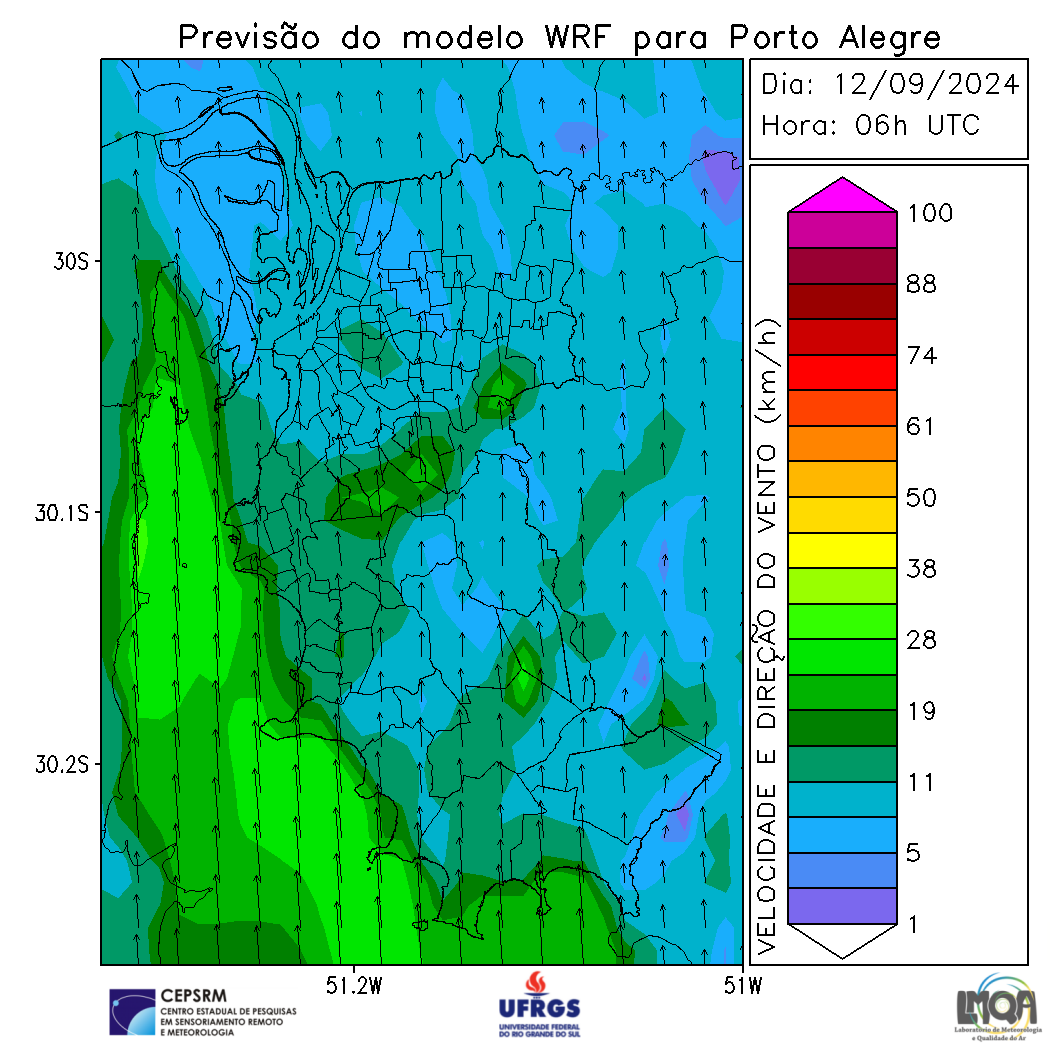 Previsão do modelo WRF para Porto Alegre
Dia: 12/09/2024
Hora: 06h UTC
30S
30.1S
30.2S
51.2W
51W
VELOCIDADE E DIREÇÃO DO VENTO (km/h)
100
88
74
61
50
38
28
19
11
5
1
CEPSRM
CENTRO ESTADUAL DE PESQUISAS
EM SENSORIAMENTO REMOTO
E METEOROLOGIA
UFRGS
UNIVERSIDADE FEDERAL
DO RIO GRANDE DO SUL
LMQA
Laboratório de Meteorologia
e Qualidade do Ar